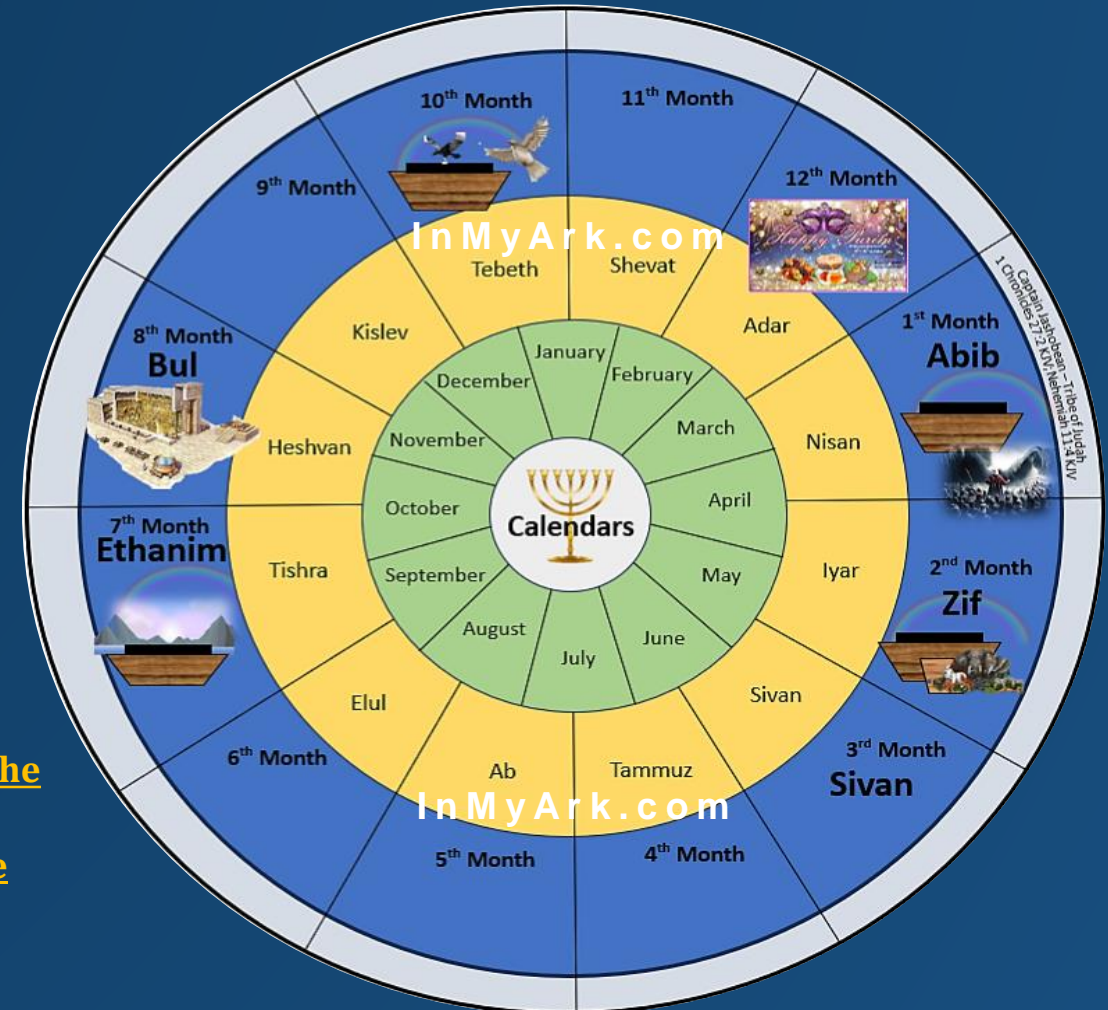 10th Month
11th Month
9th Month
12th Month
InMyArk.com
Happy Purim
Tebeth
Shevat
Captain Jashobean – Tribe of Judah
1 Chronicles 27:2 KJV; Nehemiah 11:4 KJV
8th Month
Bul
Kislev
Adar
1st Month
Abib
January
February
December
March
Heshvan
November
Nisan
October
April
Calendars
7th Month
Ethanim
Tishra
September
May
Iyar
2nd Month
Zif
August
June
July
Elul
Sivan
6th Month
Ab
Tammuz
3rd Month
Sivan
InMyArk.com
5th Month
4th Month
he
e